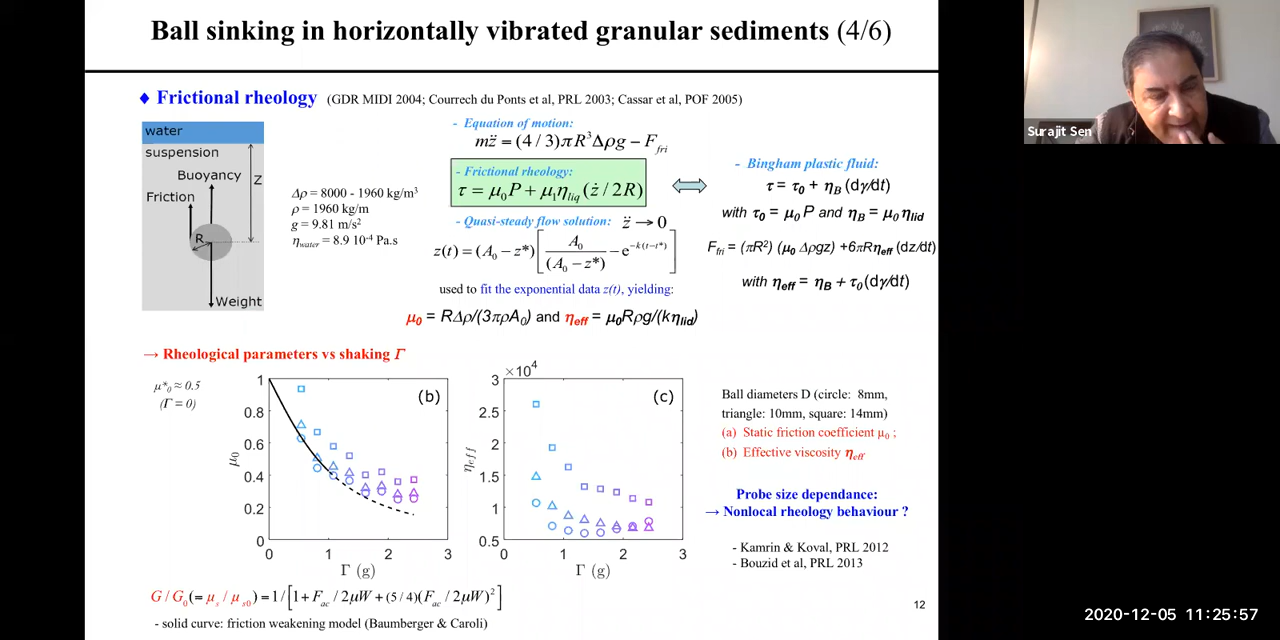 Ball sinking in horizontally vibrated granular sediments (4/6)
♦ Frictional rheology (GDR MIDI 2004; Courrech du Ponts et al, PRL 2003; Cassar et al, POF 2005)
water
suspension
Buoyancy
Friction
Z
R
Weight
Δρ = 8000 - 1960 kg/m³
ρ = 1960 kg/m
g = 9.81 m/s²
η_water = 8.9 10⁻⁴ Pa.s
- Equation of motion:
mz̈ = (4/3)πR³Δρg − F_fri
- Frictional rheology:
τ = μ₀P + μ₁η_liq(ż/2R)
- Quasi-steady flow solution: z̈ → 0
z(t) = (A₀ − z*)[A₀/(A₀ − z*) − e^{−k(t−t*)}]
used to fit the exponential data z(t), yielding:
μ₀ = RΔρ/(3πρA₀) and η_eff = μ₀Rρg/(kη_lid)
- Bingham plastic fluid:
τ = τ₀ + η_B (dγ/dt)
with τ₀ = μ₀ P and η_B = μ₀ η_lid
F_fri = (πR²) (μ₀ Δρgz) +6πRη_eff (dz/dt)
with η_eff = η_B + τ₀(dγ/dt)
→ Rheological parameters vs shaking Γ
μ*₀ ≈ 0.5
(Γ = 0)
1
0.8
0.6
0.4
0.2
0
μ₀
(b)
0 1 2 3
Γ (g)
×10⁴
3
2.5
2
1.5
1
0.5
η_eff
(c)
0 1 2 3
Γ (g)
Ball diameters D (circle: 8mm,
triangle: 10mm, square: 14mm)
(a) Static friction coefficient μ₀ ;
(b) Effective viscosity η_eff
Probe size dependance:
→ Nonlocal rheology behaviour ?
- Kamrin & Koval, PRL 2012
- Bouzid et al, PRL 2013
G / G₀(= μ_s / μ_s0) = 1/[1 + F_ac / 2μW + (5/4)(F_ac / 2μW)²]
- solid curve: friction weakening model (Baumberger & Caroli)
12
Surajit Sen
2020-12-05 11:25:57